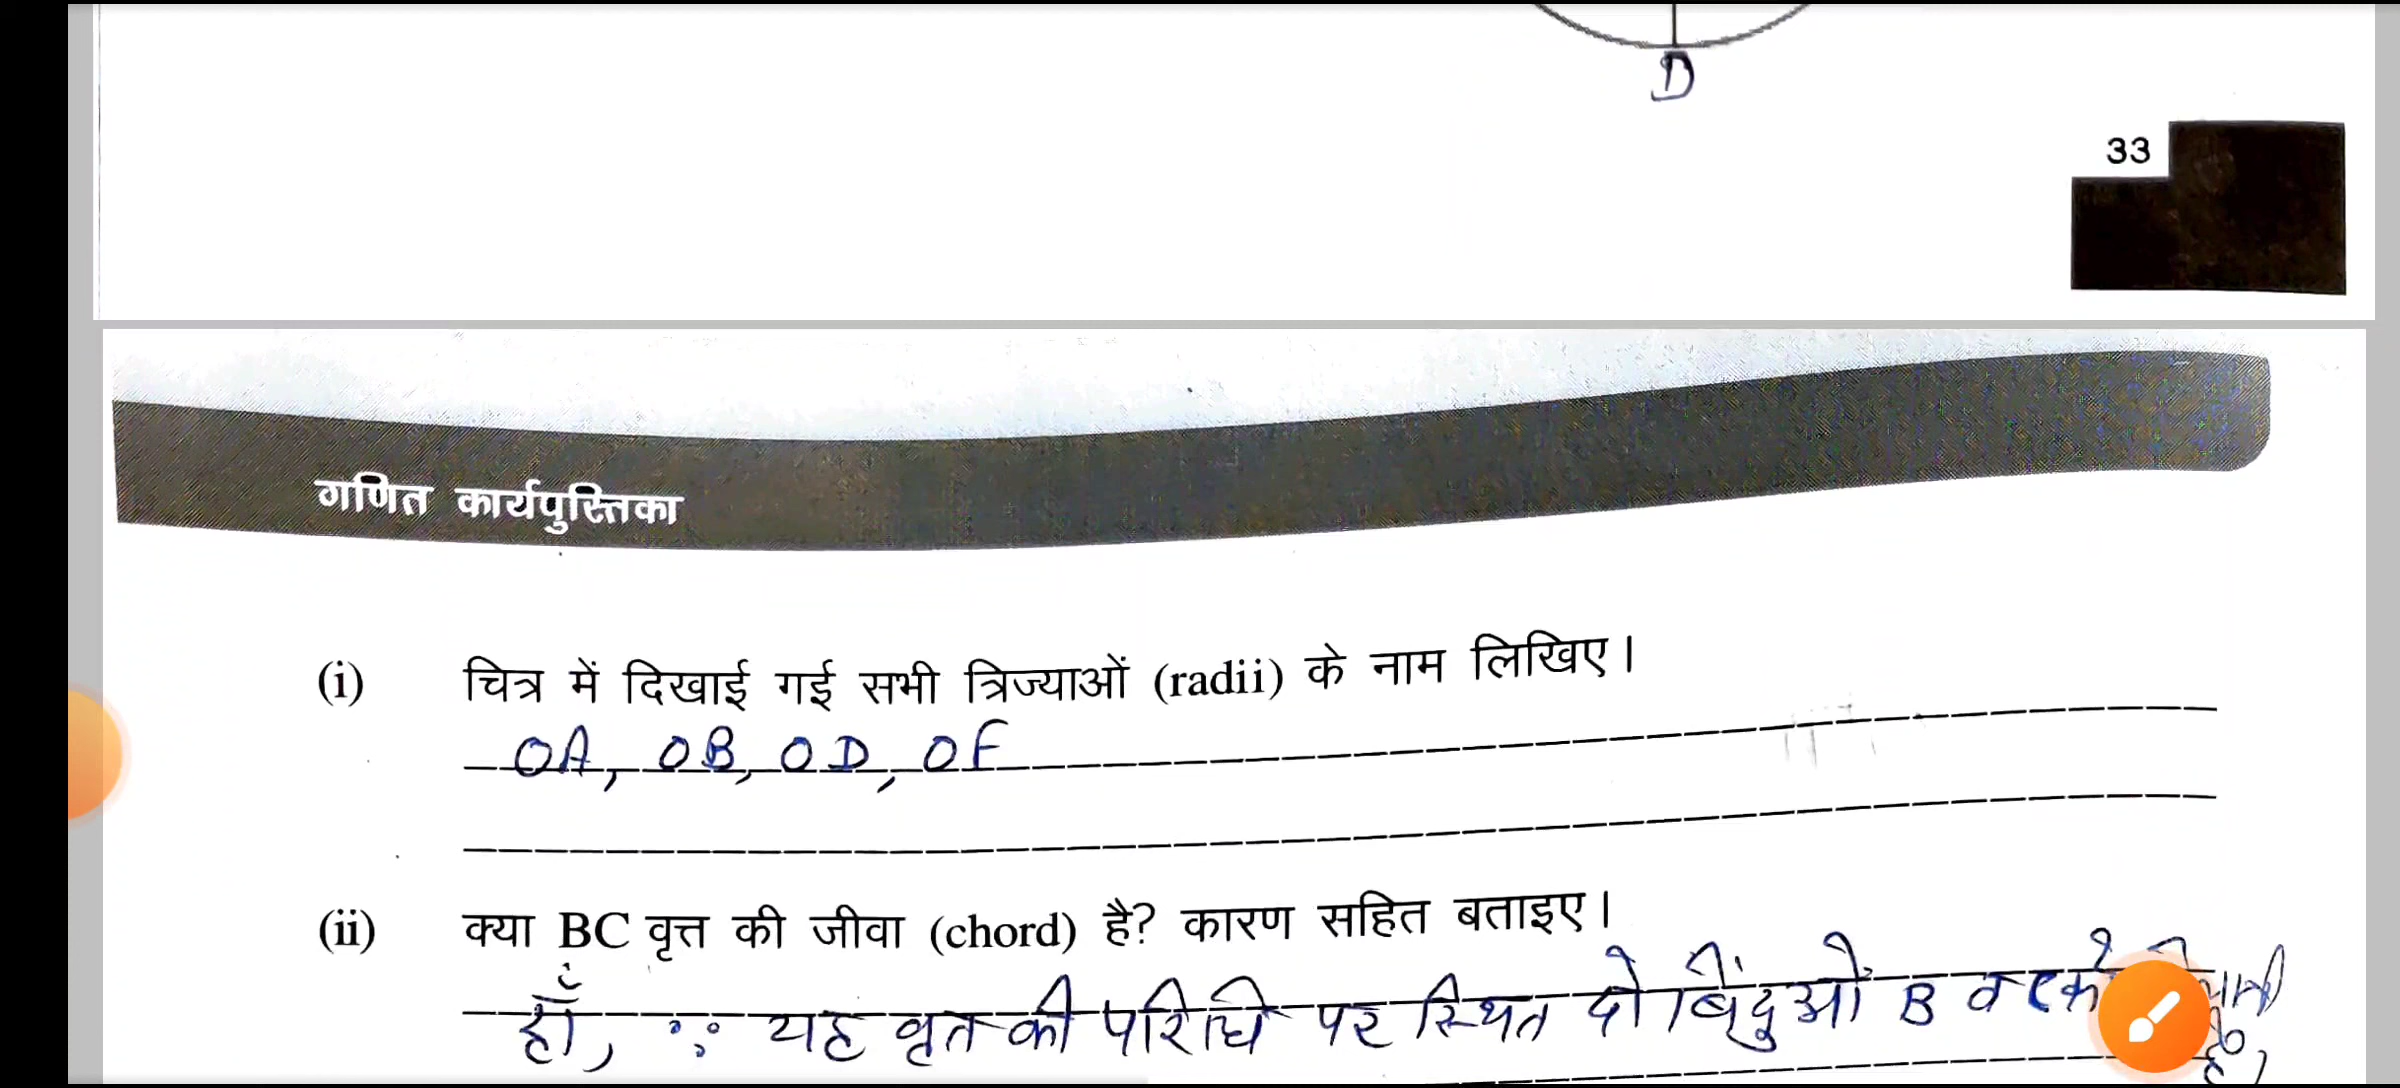 D
33
गणित कार्यपुस्तिका
(i) चित्र में दिखाई गई सभी त्रिज्याओं (radii) के नाम लिखिए।
OA, OB, OD, OF
(ii) क्या BC वृत्त की जीवा (chord) है? कारण सहित बताइए।
हाँ, ∵ यह वृत की परिधि पर स्थित दो बिंदुओं B व C को
है,